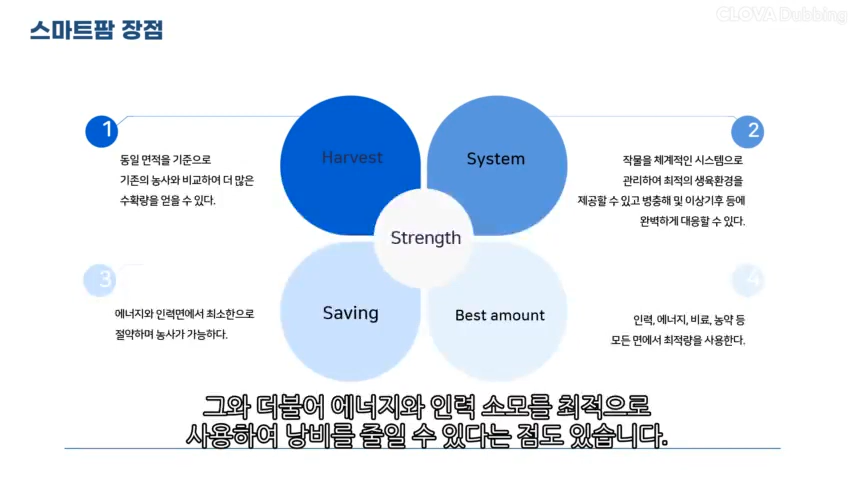 스마트팜 장점
CLOVA Dubbing
1
동일 면적을 기준으로
기존의 농사와 비교하여 더 많은
수확량을 얻을 수 있다.
Harvest
System
2
작물을 체계적인 시스템으로
관리하여 최적의 생육환경을
제공할 수 있고 병충해 및 이상기후 등에
완벽하게 대응할 수 있다.
Strength
3
에너지와 인력면에서 최소한으로
절약하며 농사가 가능하다.
Saving
Best amount
4
인력, 에너지, 비료, 농약 등
모든 면에서 최적량을 사용한다.
그와 더불어 에너지와 인력 소모를 최적으로
사용하여 낭비를 줄일 수 있다는 점도 있습니다.